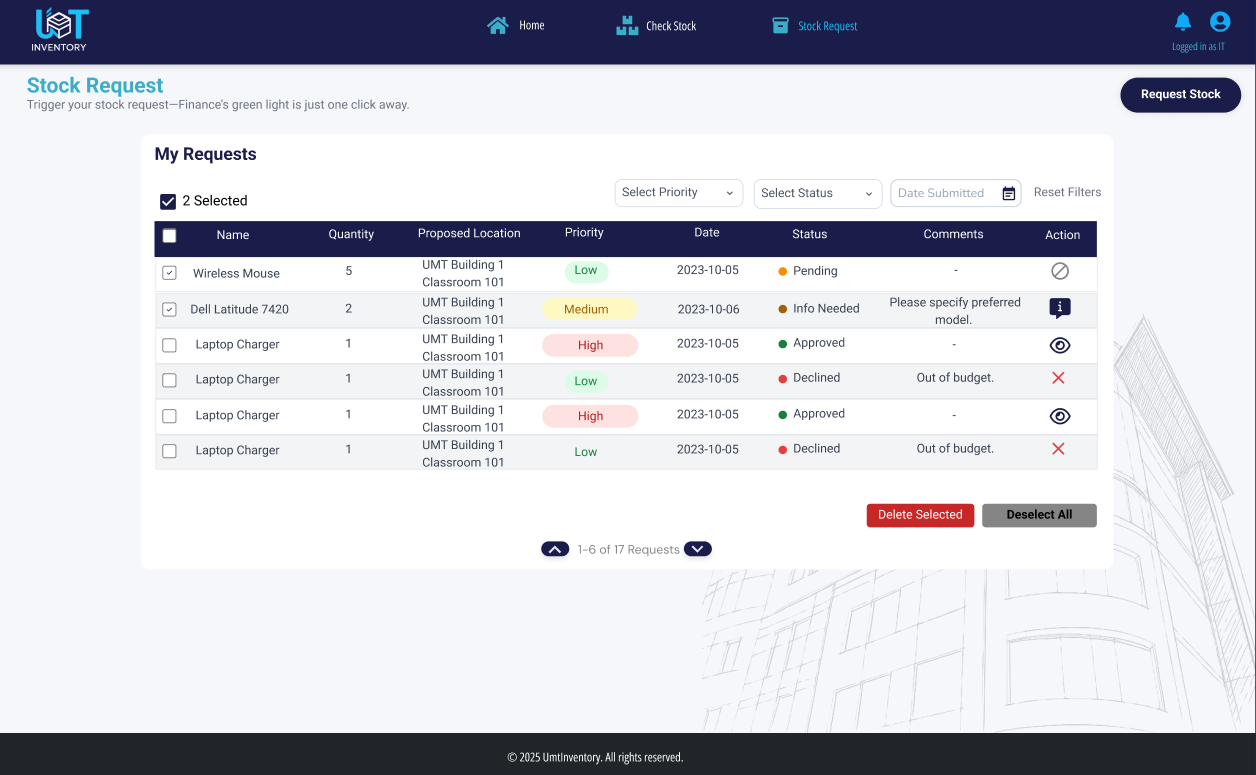 UMT
INVENTORY
Home
Check Stock
Stock Request
Logged in as IT
Stock Request
Trigger your stock request—Finance's green light is just one click away.
Request Stock
My Requests
2 Selected
Select Priority
Select Status
Date Submitted
Reset Filters
Name Quantity Proposed Location Priority Date Status Comments Action
Wireless Mouse 5 UMT Building 1 Low 2023-10-05 Pending -
Classroom 101
Dell Latitude 7420 2 UMT Building 1 Medium 2023-10-06 Info Needed Please specify preferred
Classroom 101 model.
Laptop Charger 1 UMT Building 1 High 2023-10-05 Approved -
Classroom 101
Laptop Charger 1 UMT Building 1 Low 2023-10-05 Declined Out of budget.
Classroom 101
Laptop Charger 1 UMT Building 1 High 2023-10-05 Approved -
Classroom 101
Laptop Charger 1 UMT Building 1 Low 2023-10-05 Declined Out of budget.
Classroom 101
Delete Selected
Deselect All
1-6 of 17 Requests
© 2025 UmtInventory. All rights reserved.